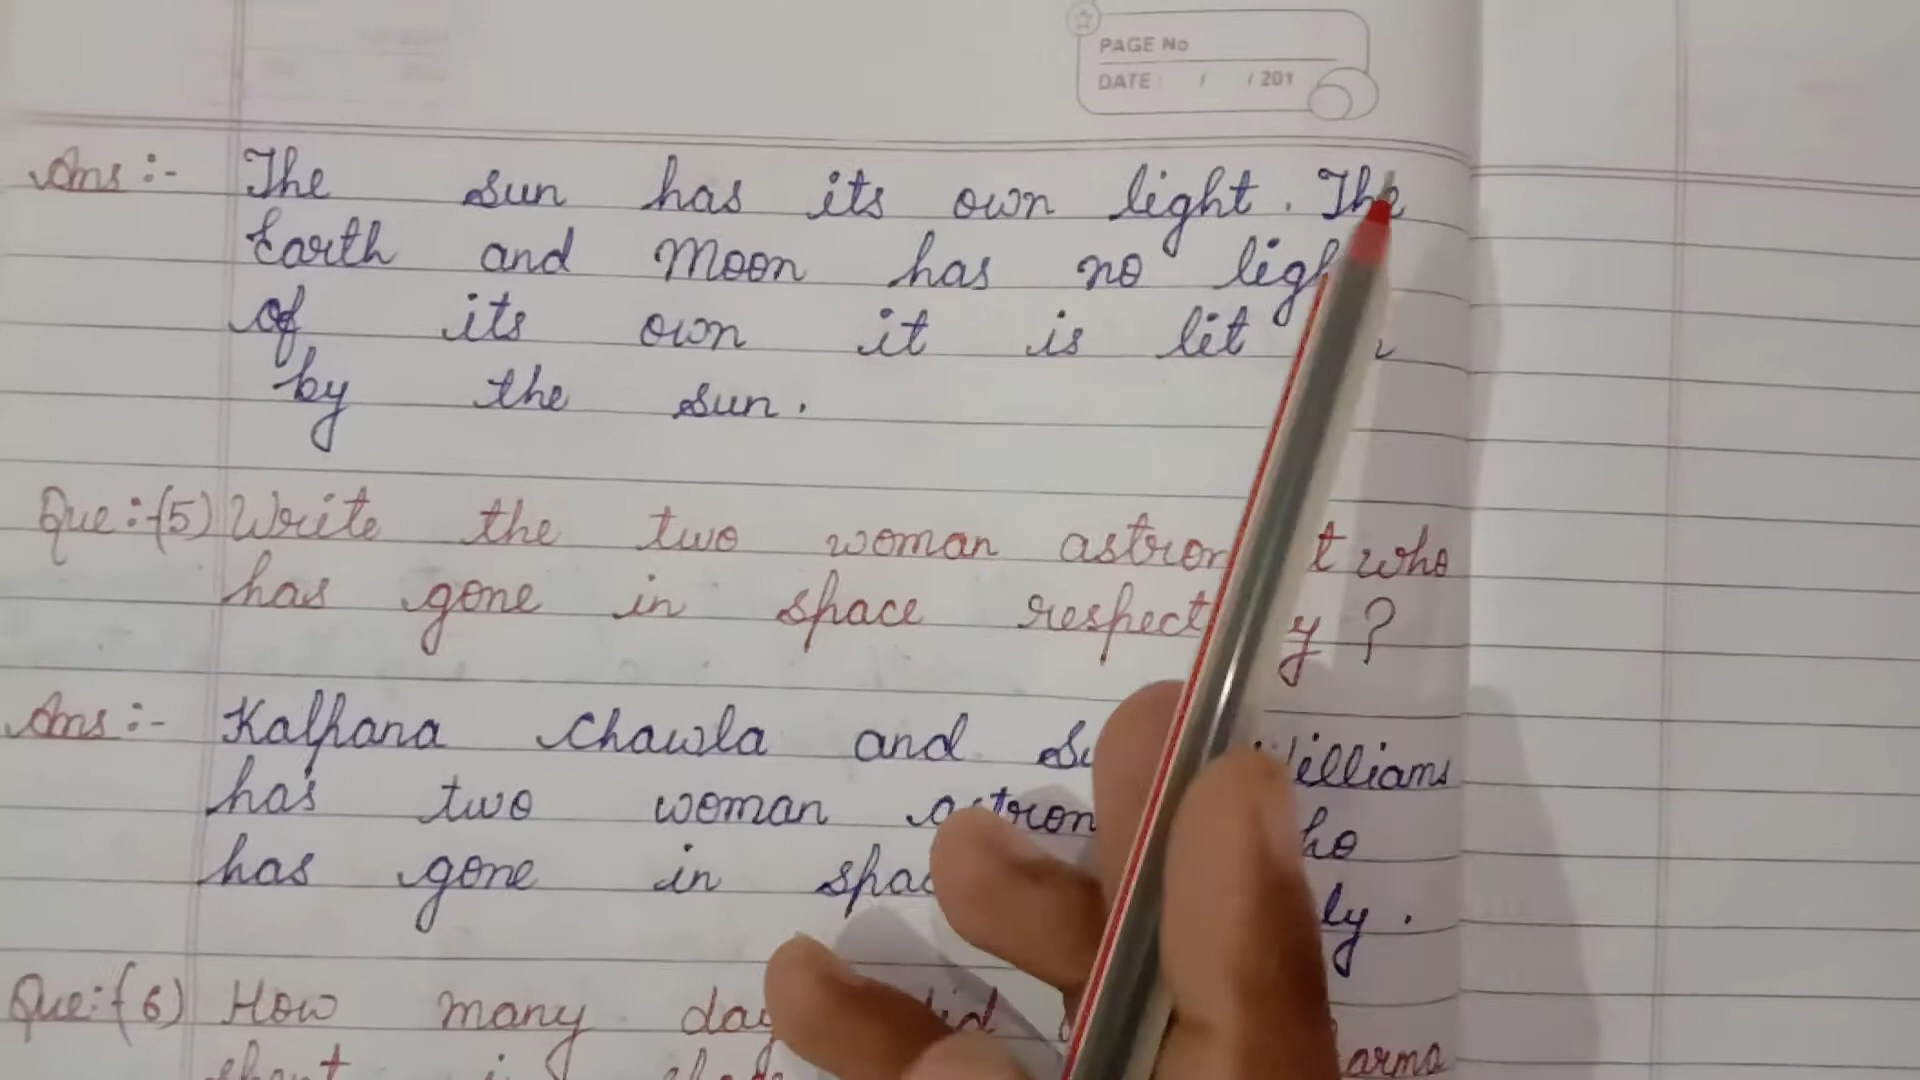 PAGE No
DATE : / / 201
Ans :- The sun has its own light. The
Earth and Moon has no
of its own it is lit
by the sun.
Que :- (5) Write the two woman who
has gone in space ?
Ans :- Kalpana Chawla and Williams
has two woman
has gone in
Que :- (6) How many